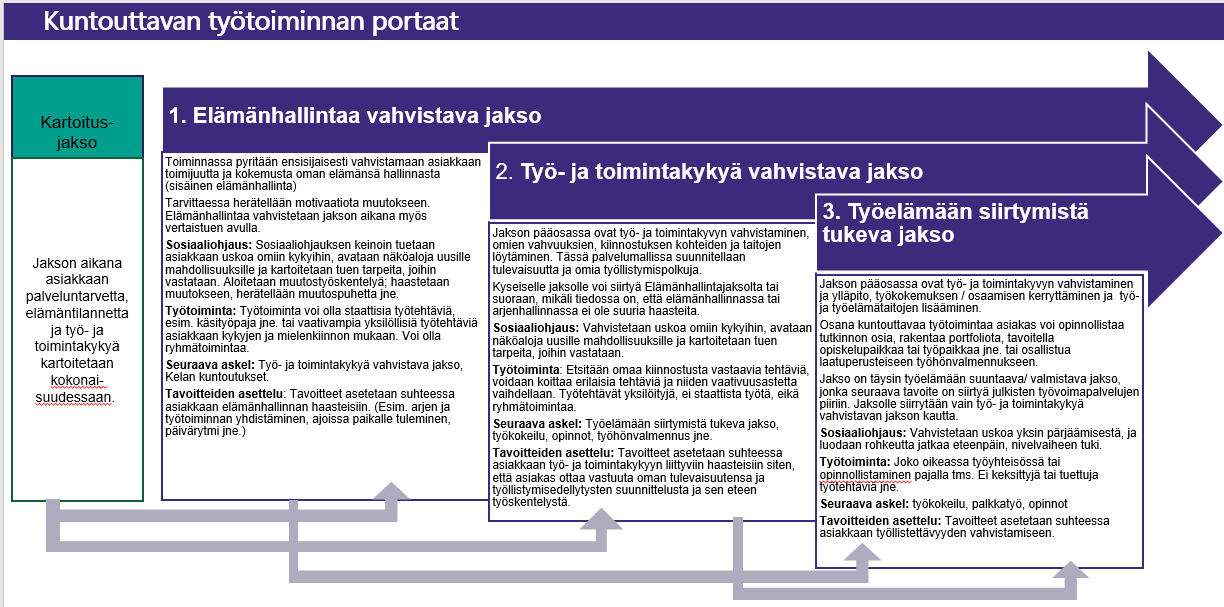 Kuntouttavan työtoiminnan portaat
Kartoitus-
jakso
Jakson aikana
asiakkaan
palveluntarvetta,
elämäntilannetta
ja työ- ja
toimintakykyä
kartoitetaan
kokonai-
suudessaan.
1. Elämänhallintaa vahvistava jakso
Toiminnassa pyritään ensisijaisesti vahvistamaan asiakkaan
toimijuutta ja kokemusta oman elämänsä hallinnasta
(sisäinen elämänhallinta)
Tarvittaessa herätellään motivaatiota muutokseen.
Elämänhallintaa vahvistetaan jakson aikana myös
vertaistuen avulla.
Sosiaaliohjaus: Sosiaaliohjauksen keinoin tuetaan
asiakkaan uskoa omiin kykyihin, avataan näköaloja uusille
mahdollisuuksille ja kartoitetaan tuen tarpeita, joihin
vastataan. Aloitetaan muutostyöskentelyä; haastetaan
muutokseen, herätellään muutospuhetta jne.
Työtoiminta: Työtoiminta voi olla staattisia työtehtäviä,
esim. käsityöpaja jne. tai vaativampia yksilöllisiä työtehtäviä
asiakkaan kykyjen ja mielenkiinnon mukaan. Voi olla
ryhmätoimintaa.
Seuraava askel: Työ- ja toimintakykyä vahvistava jakso,
Kelan kuntoutukset.
Tavoitteiden asettelu: Tavoitteet asetetaan suhteessa
asiakkaan elämänhallinnan haasteisiin. (Esim. arjen ja
työtoiminnan yhdistäminen, ajoissa paikalle tuleminen,
päivärytmi jne.)
2. Työ- ja toimintakykyä vahvistava jakso
Jakson pääosassa ovat työ- ja toimintakyvyn vahvistaminen,
omien vahvuuksien, kiinnostuksen kohteiden ja taitojen
löytäminen. Tässä palvelumallissa suunnitellaan
tulevaisuutta ja omia työllistymispolkuja.
Kyseiselle jaksolle voi siirtyä Elämänhallintajaksolta tai
suoraan, mikäli tiedossa on, että elämänhallinnassa tai
arjenhallinnassa ei ole suuria haasteita.
Sosiaaliohjaus: Vahvistetaan uskoa omiin kykyihin, avataan
näköaloja uusille mahdollisuuksille ja kartoitetaan tuen
tarpeita, joihin vastataan.
Työtoiminta: Etsitään omaa kiinnostusta vastaavia tehtäviä,
voidaan koittaa erilaisia tehtäviä ja niiden vaativuusastetta
vaihdellaan. Työtehtävät yksilöityjä, ei staattista työtä, eikä
ryhmätoimintaa.
Seuraava askel: Työelämään siirtymistä tukeva jakso,
työkokeilu, opinnot, työhönvalmennus jne.
Tavoitteiden asettelu: Tavoitteet asetetaan suhteessa
asiakkaan työ- ja toimintakykyyn liittyviin haasteisiin siten,
että asiakas ottaa vastuuta oman tulevaisuutensa ja
työllistymisedellytysten suunnittelusta ja sen eteen
työskentelystä.
3. Työelämään siirtymistä
tukeva jakso
Jakson pääosassa ovat työ- ja toimintakyvyn vahvistaminen
ja ylläpito, työkokemuksen / osaamisen kerryttäminen ja työ-
ja työelämätaitojen lisääminen.
Osana kuntouttavaa työtoimintaa asiakas voi opinnollistaa
tutkinnon osia, rakentaa portfoliota, tavoitella
opiskelupaikkaa tai työpaikkaa jne. tai osallistua
laatuperusteiseen työhönvalmennukseen.
Jakso on täysin työelämään suuntaava/ valmistava jakso,
jonka seuraava tavoite on siirtyä julkisten työvoimapalvelujen
piiriin. Jaksolle siirrytään vain työ- ja toimintakykyä
vahvistavan jakson kautta.
Sosiaaliohjaus: Vahvistetaan uskoa yksin pärjäämisestä, ja
luodaan rohkeutta jatkaa eteenpäin, nivelvaiheen tuki.
Työtoiminta: Joko oikeassa työyhteisössä tai
opinnollistaminen pajalla tms. Ei keksittyjä tai tuettuja
työtehtäviä jne.
Seuraava askel: työkokeilu, palkkatyö, opinnot
Tavoitteiden asettelu: Tavoitteet asetetaan suhteessa
asiakkaan työllistettävyyden vahvistamiseen.